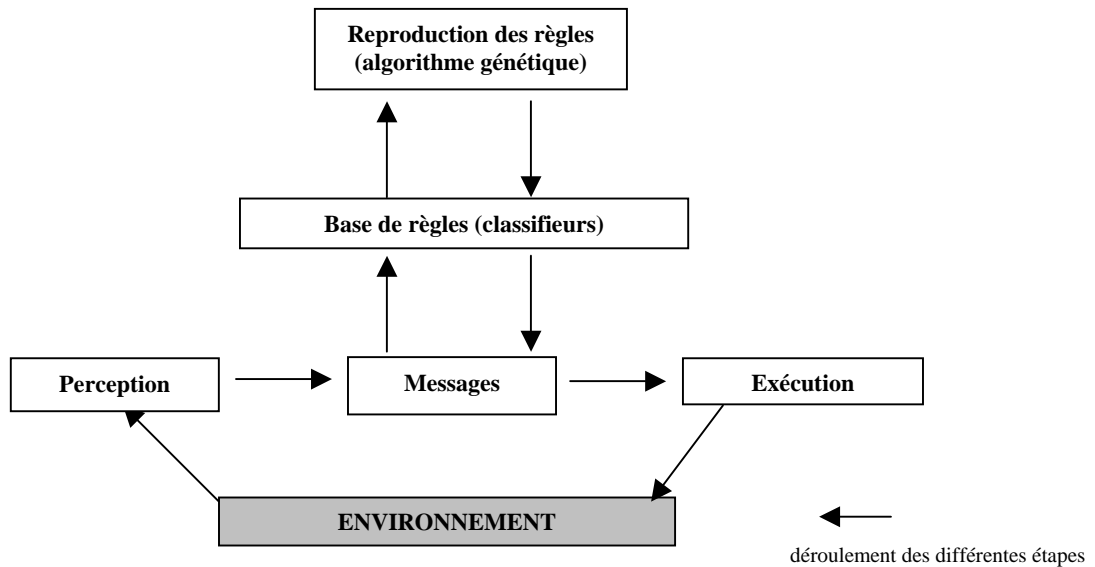 Reproduction des règles
(algorithme génétique)
Base de règles (classifieurs)
Perception
Messages
Exécution
ENVIRONNEMENT
déroulement des différentes étapes